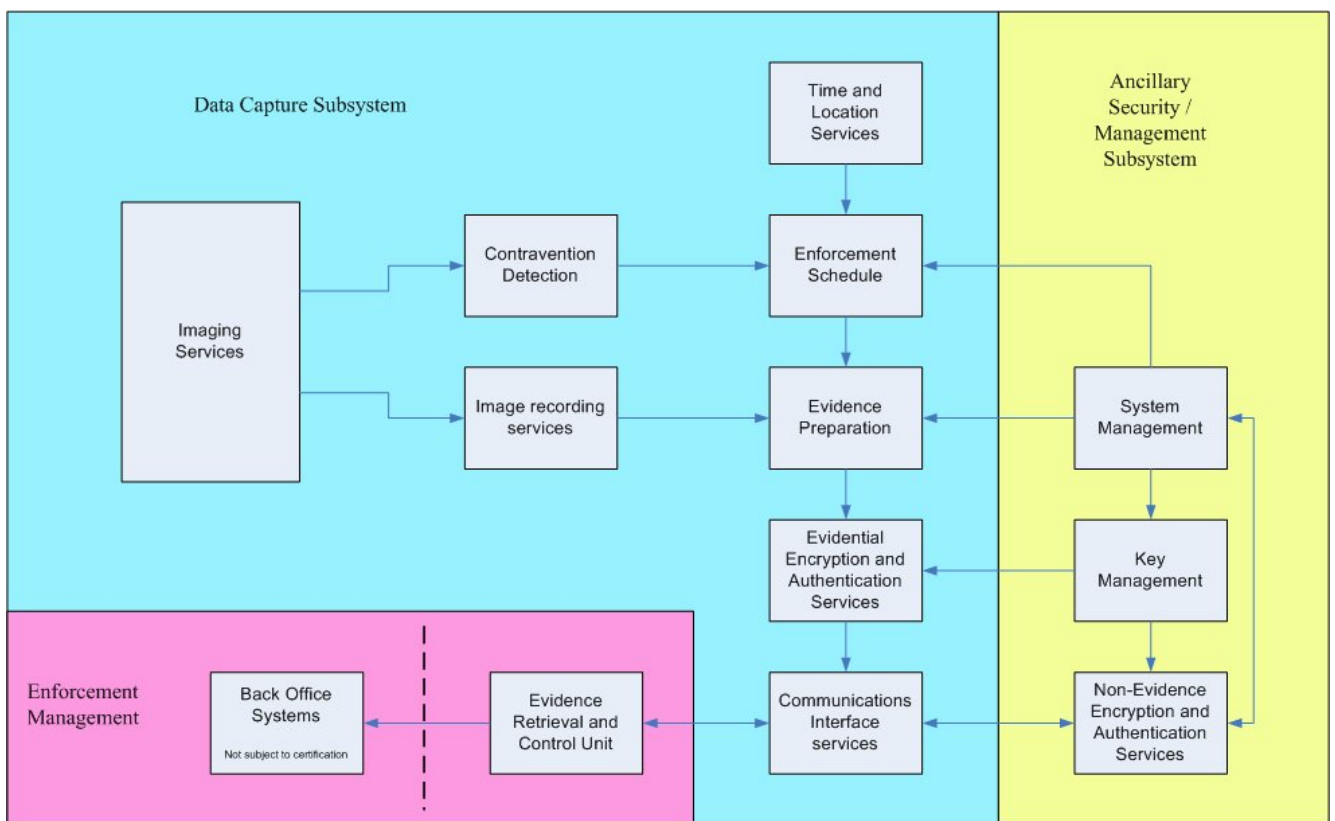 Data Capture Subsystem
Time and
Location
Services
Ancillary
Security /
Management
Subsystem
Imaging
Services
Contravention
Detection
Enforcement
Schedule
Image recording
services
Evidence
Preparation
System
Management
Evidential
Encryption and
Authentication
Services
Key
Management
Enforcement
Management
Back Office
Systems
Not subject to certification
Evidence
Retrieval and
Control Unit
Communications
Interface
services
Non-Evidence
Encryption and
Authentication
Services